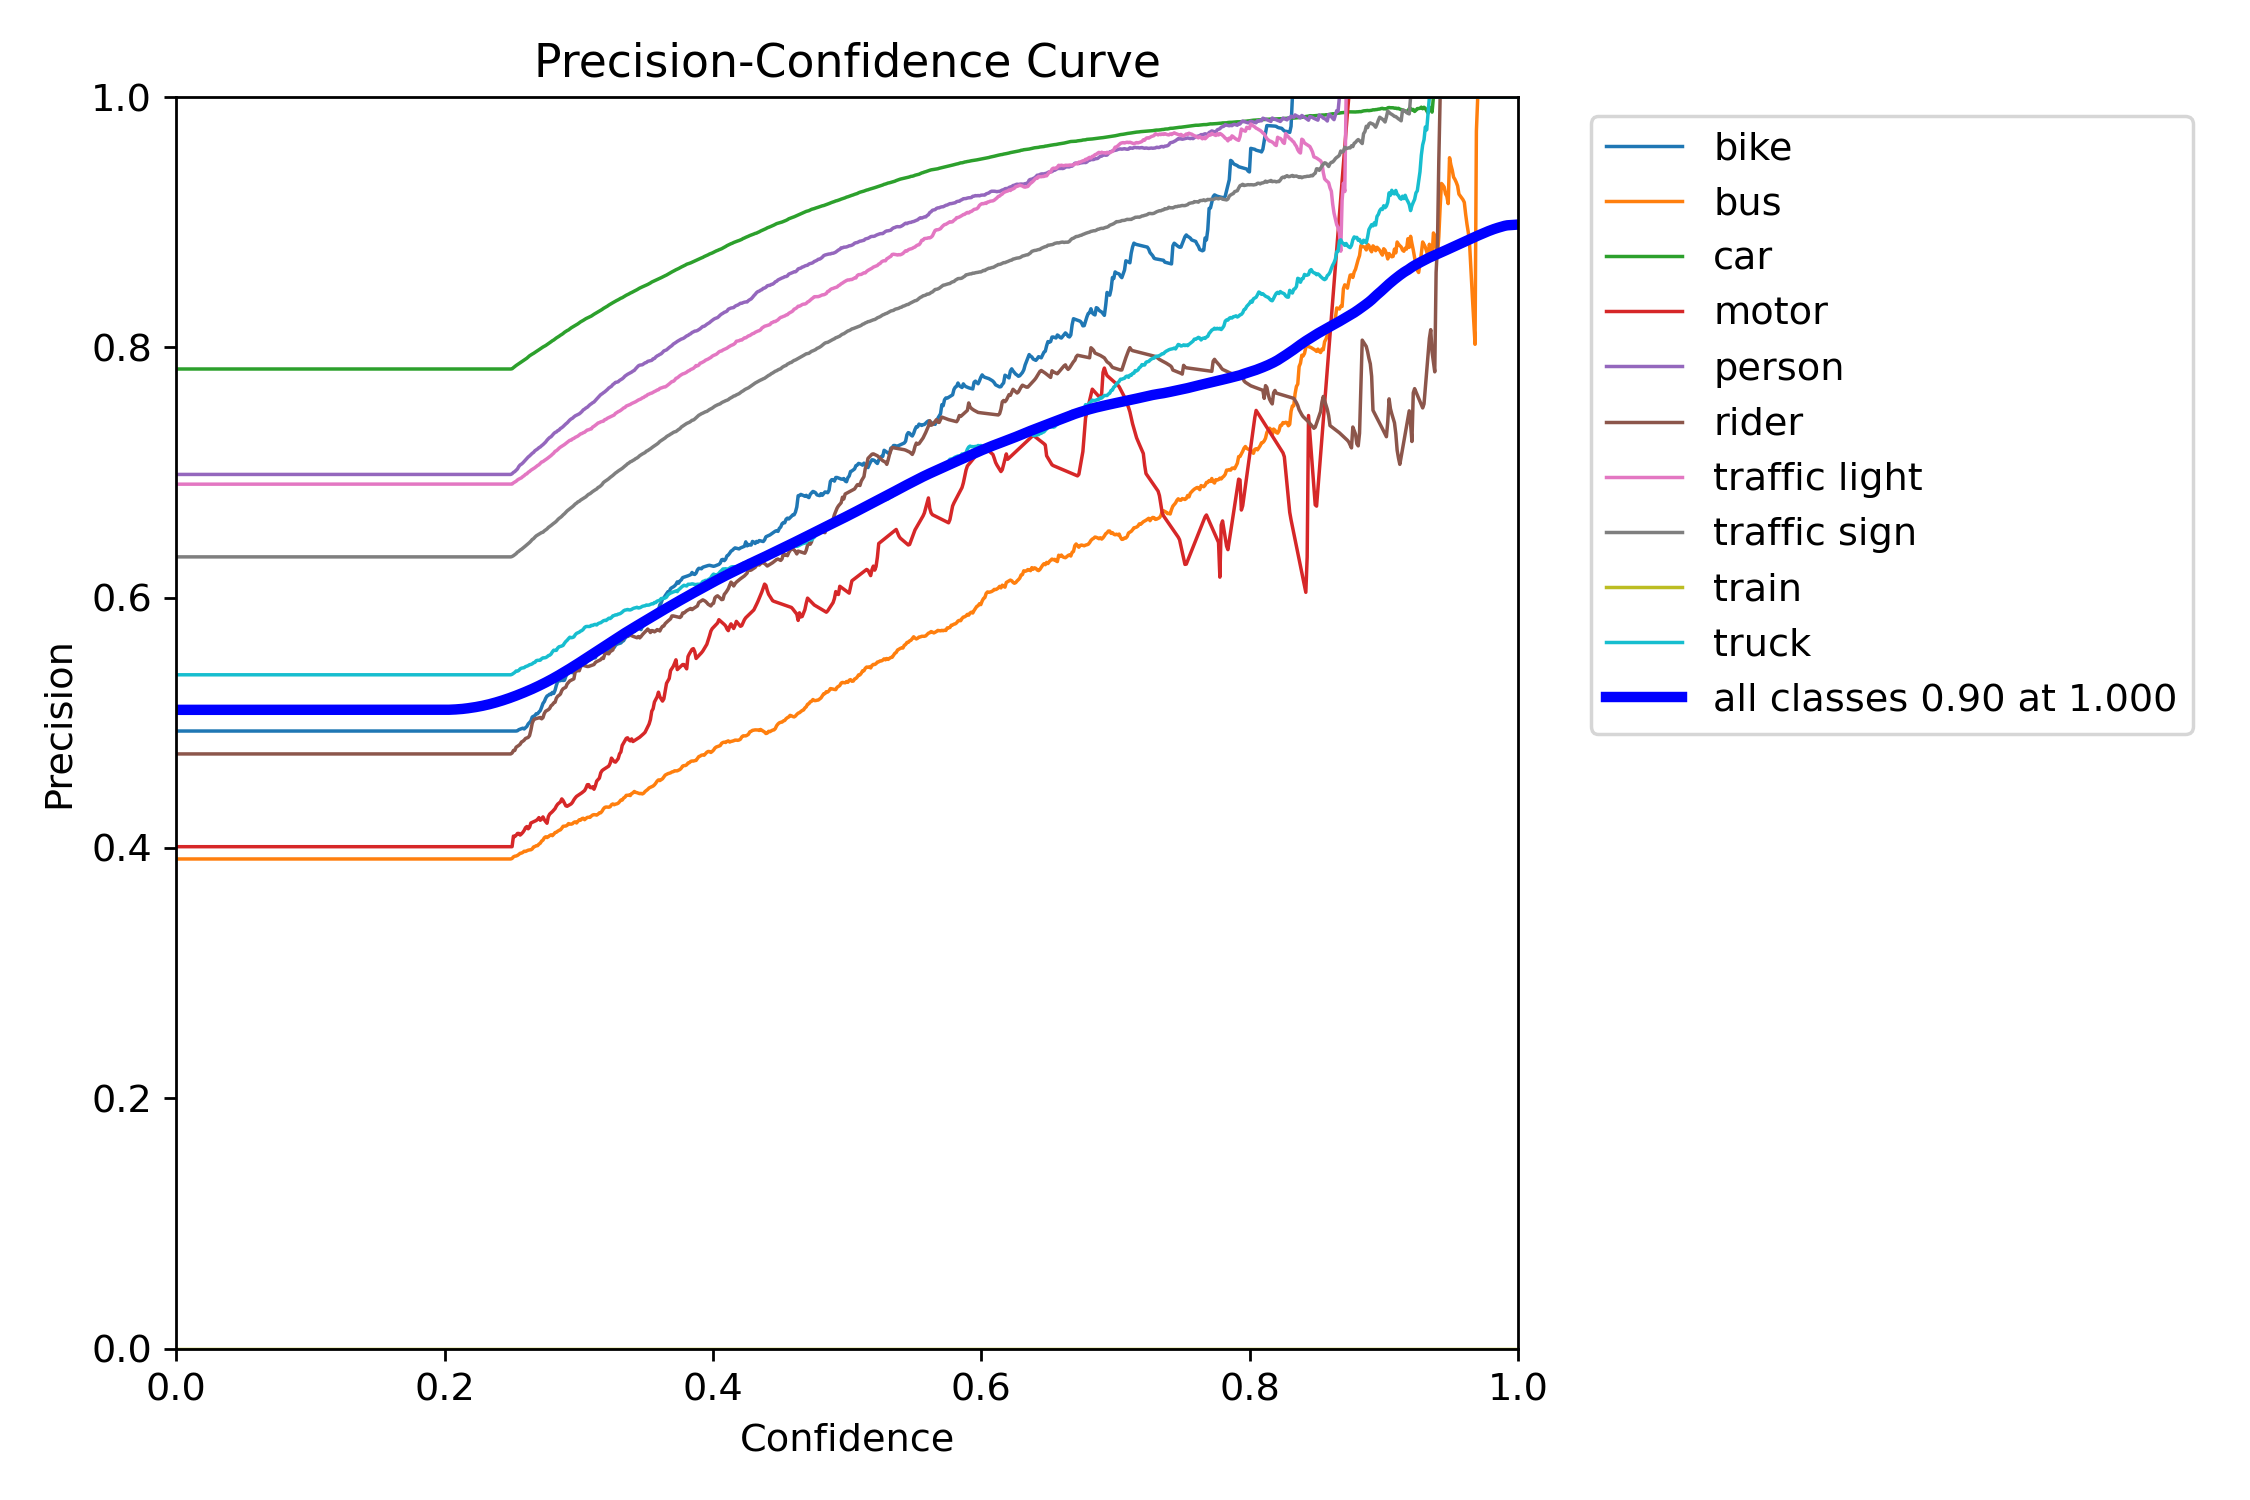 Precision-Confidence Curve
1.0
0.8
0.6
0.4
0.2
0.0
Precision
0.0 0.2 0.4 0.6 0.8 1.0
Confidence
bike
bus
car
motor
person
rider
traffic light
traffic sign
train
truck
all classes 0.90 at 1.000